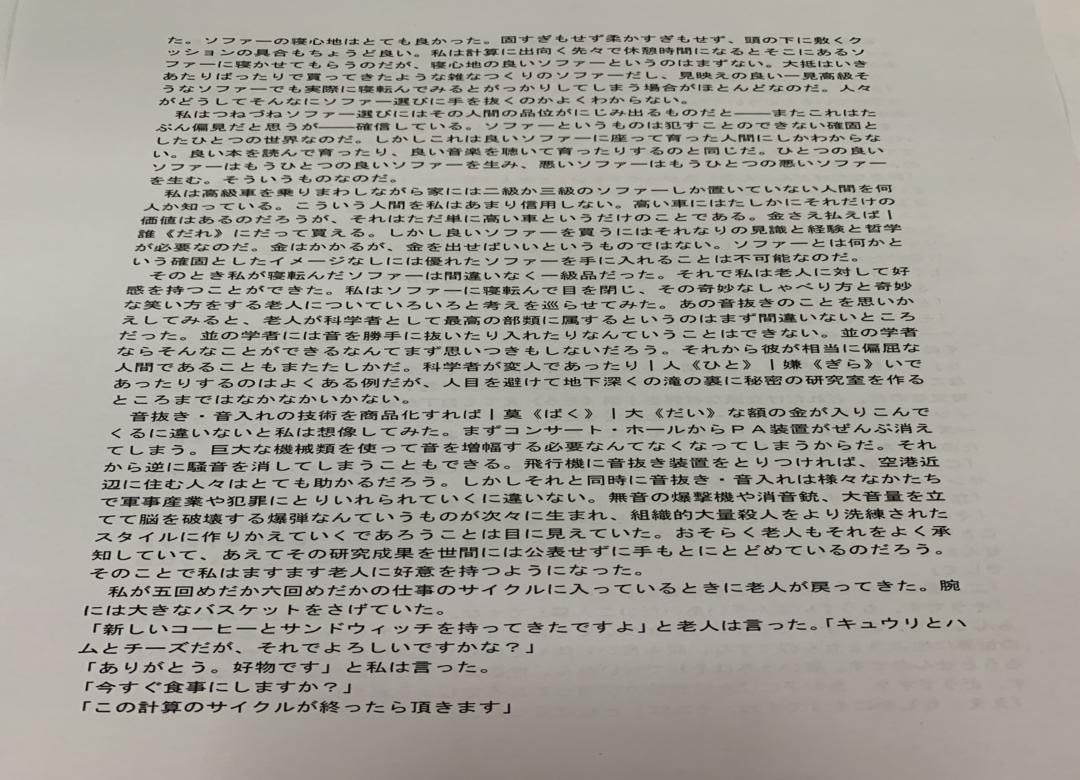 た。ソファーの寝心地はとても良かった。固すぎもせず柔かすぎもせず、頭の下に敷くク
ッションの具合もちょうど良い。私は計算に出向く先々で休憩時間になるとそこにあるソ
ファーに寝かせてもらうのだが、寝心地の良いソファーというのはまずない。大抵はいき
あたりばったりで買ってきたような雑なつくりのソファーだし、見映えの良い一見高級そ
うなソファーでも実際に寝転んでみるとがっかりしてしまう場合がほとんどなのだ。人々
がどうしてそんなにソファー選びに手を抜くのかよくわからない。
私はつねづねソファー選びにはその人間の品位がにじみ出るものだと――またこれはた
ぶん偏見だと思うが――確信している。ソファーというものは犯すことのできない確固と
したひとつの世界なのだ。しかしこれは良いソファーに座って育った人間にしかわからな
い。良い本を読んで育ったり、良い音楽を聴いて育ったりするのと同じだ。ひとつの良い
ソファーはもうひとつの良いソファーを生み、悪いソファーはもうひとつの悪いソファー
を生む。そういうものなのだ。
私は高級車を乗りまわしながら家には二級か三級のソファーしか置いていない人間を何
人か知っている。こういう人間を私はあまり信用しない。高い車にはたしかにそれだけの
価値はあるのだろうが、それはただ単に高い車というだけのことである。金さえ払えば|
誰《だれ》にだって買える。しかし良いソファーを買うにはそれなりの見識と経験と哲学
が必要なのだ。金はかかるが、金を出せばいいというものではない。ソファーとは何かと
いう確固としたイメージなしには優れたソファーを手に入れることは不可能なのだ。
そのとき私が寝転んだソファーは間違いなく一級品だった。それで私は老人に対して好
感を持つことができた。私はソファーに寝転んで目を閉じ、その奇妙なしゃべり方と奇妙
な笑い方をする老人についていろいろと考えを巡らせてみた。あの音抜きのことを思いか
えしてみると、老人が科学者として最高の部類に属するというのはまず間違いないところ
だった。並の学者には音を勝手に抜いたり入れたりなんていうことはできない。並の学者
ならそんなことができるなんてまず思いつきもしないだろう。それから彼が相当に偏屈な
人間であることもまたたしかだ。科学者が変人であったり|人《ひと》|嫌《ぎら》いで
あったりするのはよくある例だが、人目を避けて地下深くの滝の裏に秘密の研究室を作る
ところまではなかなかいかない。
音抜き・音入れの技術を商品化すれば|莫《ばく》|大《だい》な額の金が入りこんで
くるに違いないと私は想像してみた。まずコンサート・ホールからPA装置がぜんぶ消え
てしまう。巨大な機械類を使って音を増幅する必要なんてなくなってしまうからだ。それ
から逆に騒音を消してしまうこともできる。飛行機に音抜き装置をとりつければ、空港近
辺に住む人々はとても助かるだろう。しかしそれと同時に音抜き・音入れは様々なかたち
で軍事産業や犯罪にとりいれられていくに違いない。無音の爆撃機や消音銃、大音量を立
てて脳を破壊する爆弾なんていうものが次々に生まれ、組織的大量殺人をより洗練された
スタイルに作りかえていくであろうことは目に見えていた。おそらく老人もそれをよく承
知していて、あえてその研究成果を世間には公表せずに手もとにとどめているのだろう。
そのことで私はますます老人に好意を持つようになった。
私が五回めだか六回めだかの仕事のサイクルに入っているときに老人が戻ってきた。腕
には大きなバスケットをさげていた。
「新しいコーヒーとサンドウィッチを持ってきたですよ」と老人は言った。「キュウリとハ
ムとチーズだが、それでよろしいですかな?」
「ありがとう。好物です」と私は言った。
「今すぐ食事にしますか?」
「この計算のサイクルが終ったら頂きます」